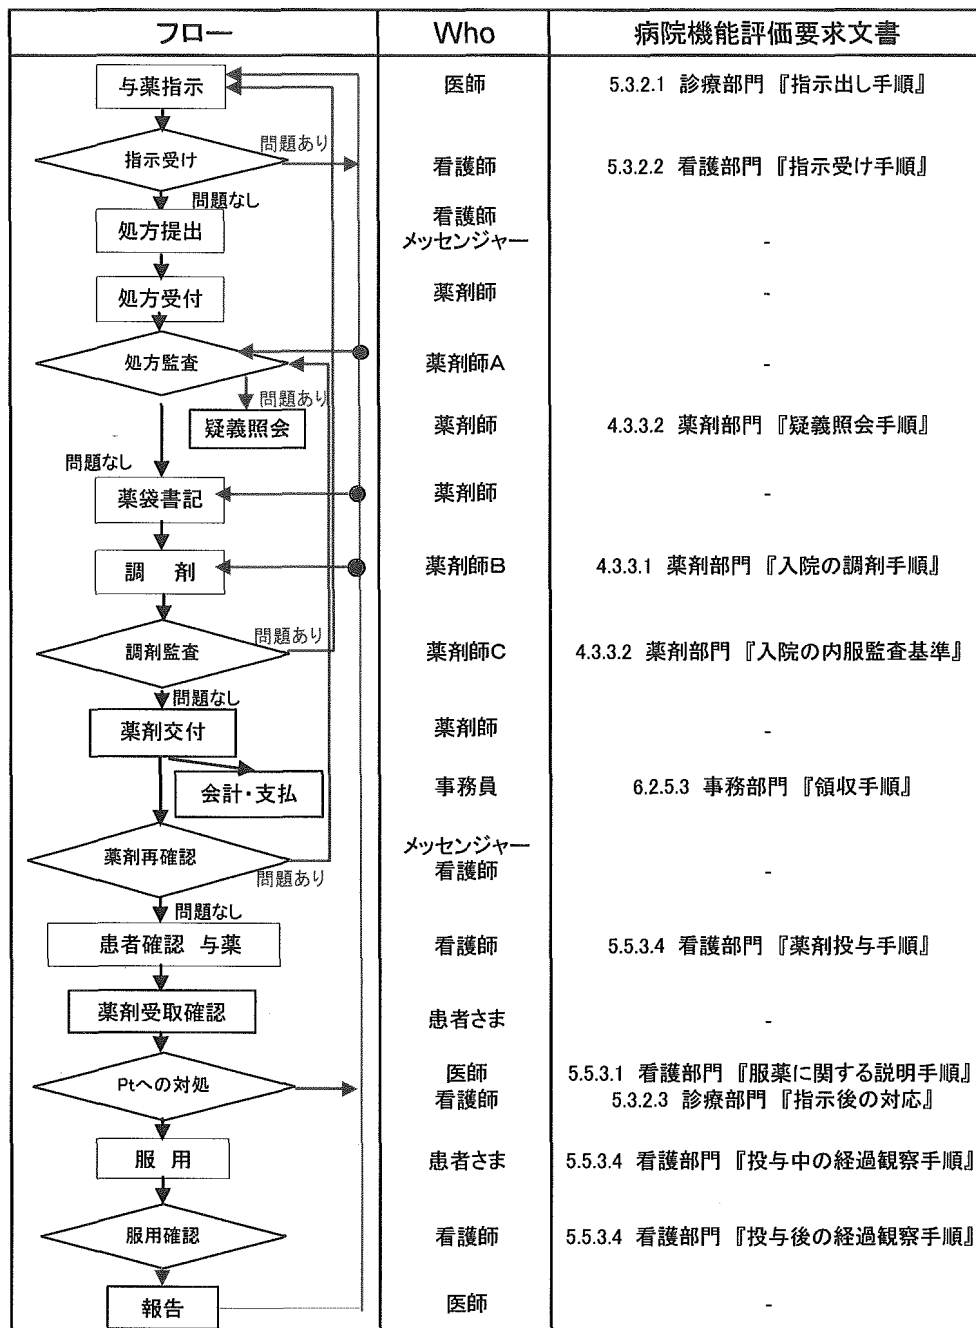 フロー Who 病院機能評価要求文書
与薬指示 医師 5.3.2.1 診療部門 『指示出し手順』
問題あり
指示受け 看護師 5.3.2.2 看護部門 『指示受け手順』
問題なし
処方提出 看護師
メッセンジャー -
処方受付 薬剤師 -
処方監査 薬剤師A -
問題あり
疑義照会 薬剤師 4.3.3.2 薬剤部門 『疑義照会手順』
問題なし
薬袋書記 薬剤師 -
調 剤 薬剤師B 4.3.3.1 薬剤部門 『入院の調剤手順』
問題あり
調剤監査 薬剤師C 4.3.3.2 薬剤部門 『入院の内服監査基準』
問題なし
薬剤交付 薬剤師 -
会計・支払 事務員 6.2.5.3 事務部門 『領収手順』
薬剤再確認 メッセンジャー
問題あり 看護師 -
問題なし
患者確認 与薬 看護師 5.5.3.4 看護部門 『薬剤投与手順』
薬剤受取確認 患者さま -
Ptへの対処 医師 5.5.3.1 看護部門 『服薬に関する説明手順』
看護師 5.3.2.3 診療部門 『指示後の対応』
服 用 患者さま 5.5.3.4 看護部門 『投与中の経過観察手順』
服用確認 看護師 5.5.3.4 看護部門 『投与後の経過観察手順』
報告 医師 -